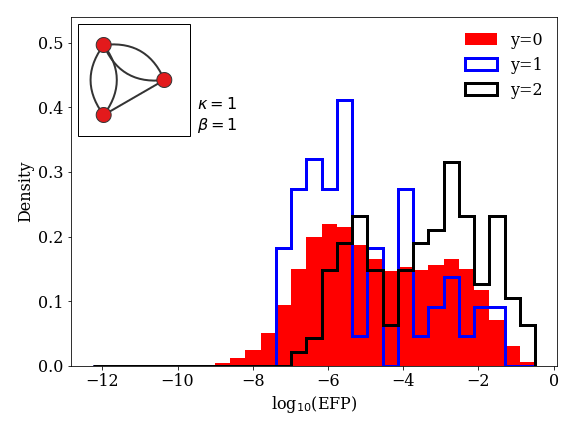 κ = 1
β = 1
y=0
y=1
y=2
Density
0.5
0.4
0.3
0.2
0.1
0.0
−12 −10 −8 −6 −4 −2 0
log₁₀(EFP)